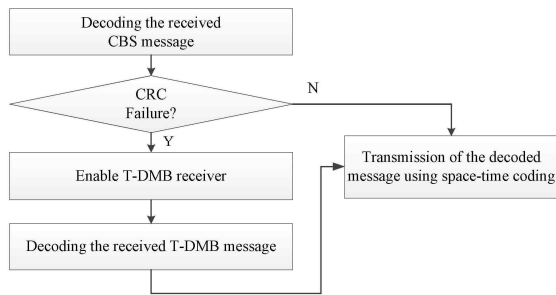 Decoding the received
CBS message
CRC
Failure?
N
Y
Enable T-DMB receiver
Decoding the received T-DMB message
Transmission of the decoded
message using space-time coding